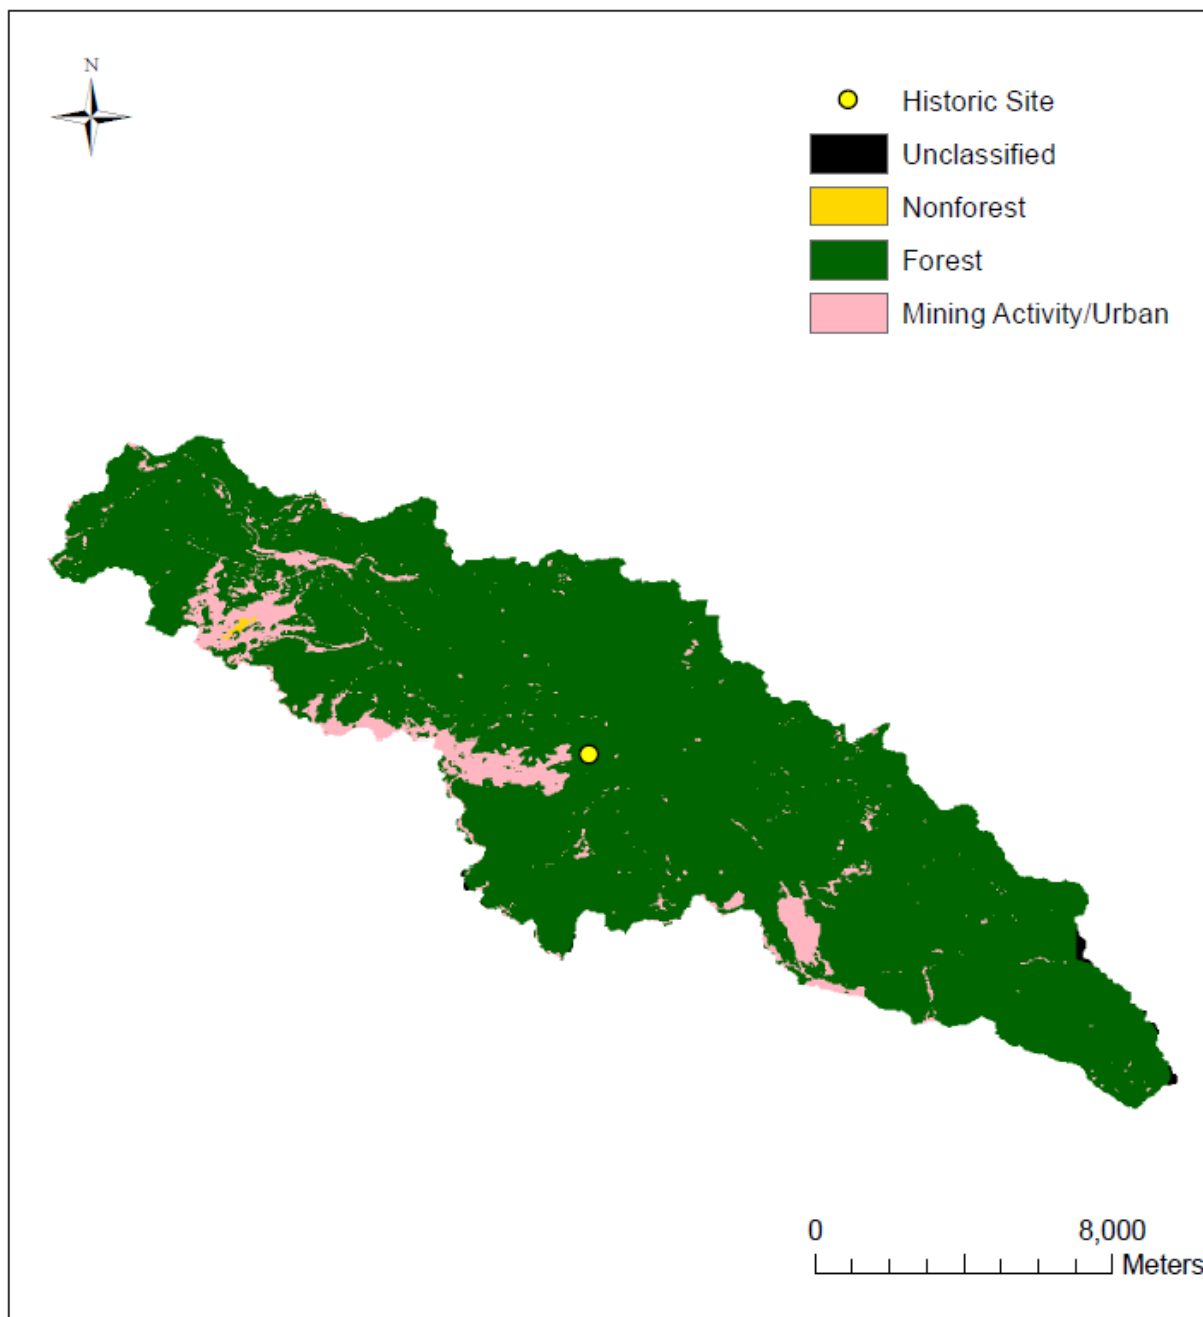 N
Historic Site
Unclassified
Nonforest
Forest
Mining Activity/Urban
0 8,000
Meters